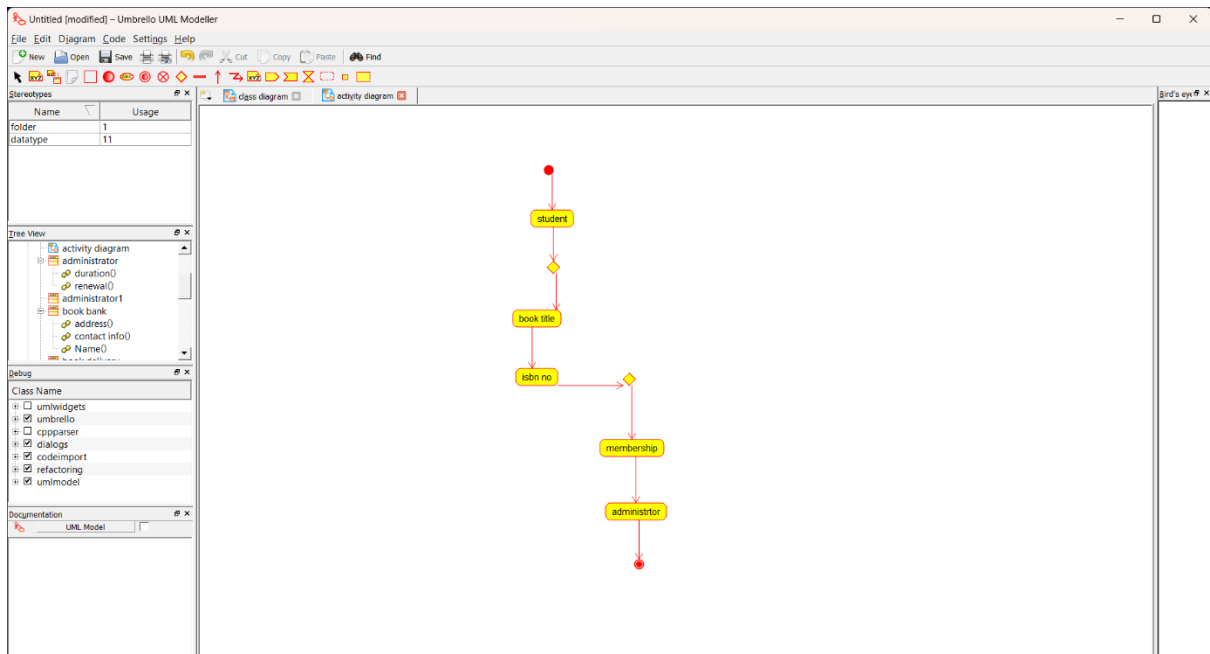 Untitled [modified] – Umbrello UML Modeller
File Edit Diagram Code Settings Help
New Open Save Cut Copy Paste Find
Stereotypes
Name Usage
folder 1
datatype 11
Tree View
activity diagram
administrator
duration()
renewal()
administrator1
book bank
address()
contact info()
Name()
Debug
Class Name
umlwidgets
umbrello
cppparser
dialogs
codeimport
refactoring
umlmodel
Documentation
UML Model
class diagram activity diagram
student
book title
isbn no
membership
administrtor
Bird's eye